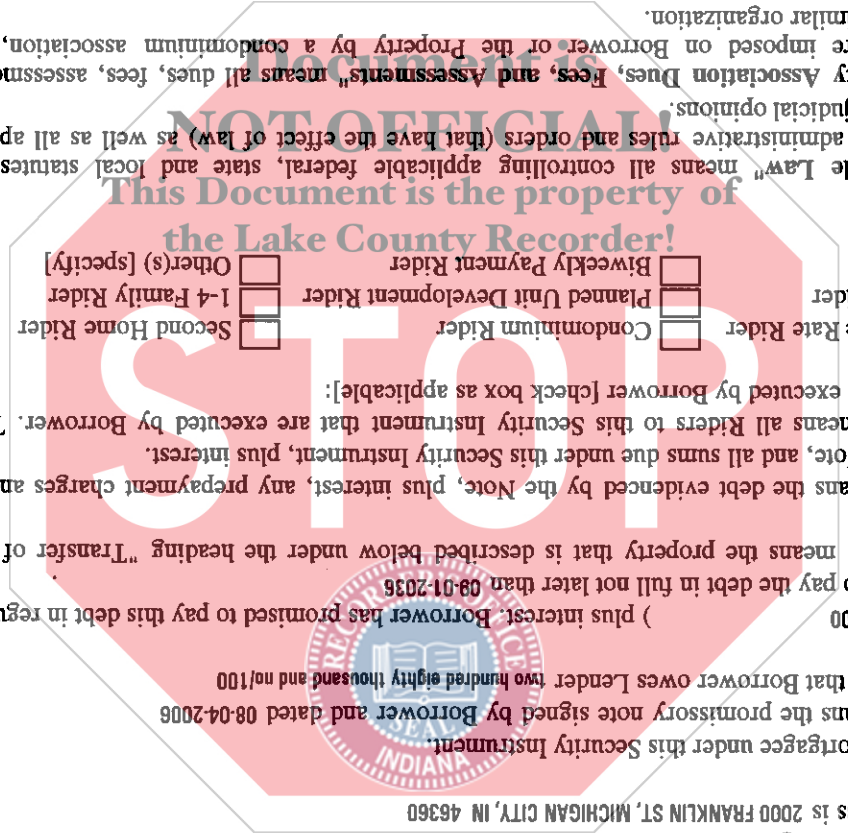 s is 2000 FRANKLIN ST, MICHIGAN CITY, IN 46360
ortgagee under this Security Instrument.
ans the promissory note signed by Borrower and dated 08-04-2006
that Borrower owes Lender two hundred eighty thousand and no/100
00 ) plus interest. Borrower has promised to pay this debt in regu
o pay the debt in full not later than 09-01-2036 .
means the property that is described below under the heading "Transfer of
ans the debt evidenced by the Note, plus interest, any prepayment charges an
ote, and all sums due under this Security Instrument, plus interest.
neans all Riders to this Security Instrument that are executed by Borrower. T
executed by Borrower [check box as applicable]:
e Rate Rider Condominium Rider Second Home Rider
ider Planned Unit Development Rider 1-4 Family Rider
Biweekly Payment Rider Other(s) [specify]
le Law" means all controlling applicable federal, state and local statutes
administrative rules and orders (that have the effect of law) as well as all ap
judicial opinions.
y Association Dues, Fees, and Assessments" means all dues, fees, assessme
re imposed on Borrower or the Property by a condominium association,
milar organization.
Document is
NOT OFFICIAL!
This Document is the property of
the Lake County Recorder!
STOP
RECORDER'S OFFICE
SEAL
INDIANA